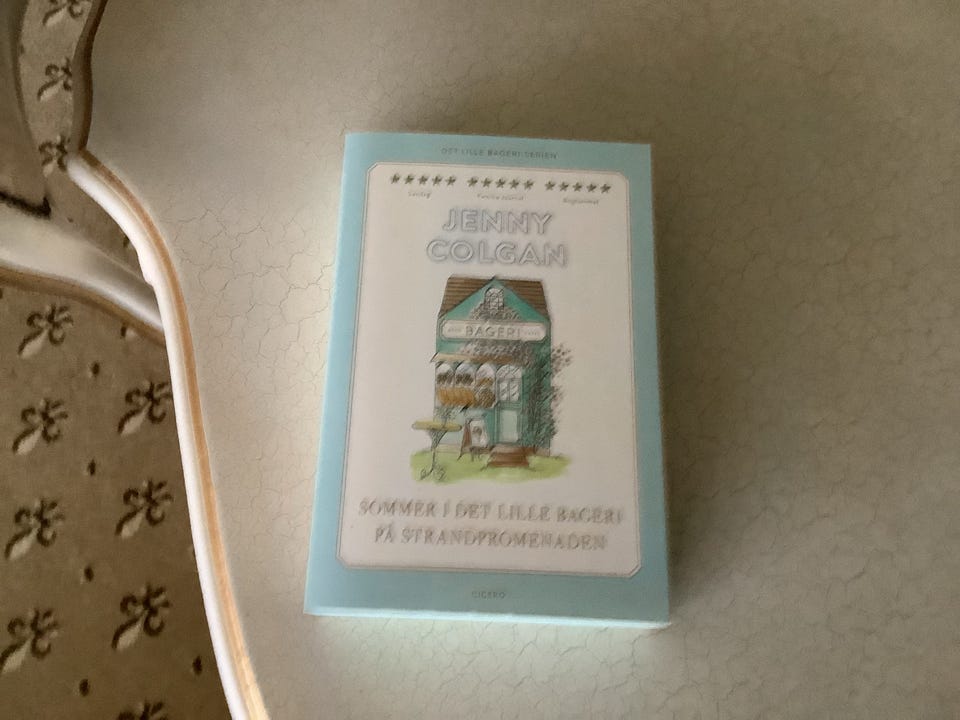 DET LILLE BAGERI-SERIEN
JENNY
COLGAN
BAGERI
SOMMER I DET LILLE BAGERI
PÅ STRANDPROMENADEN
CICERO